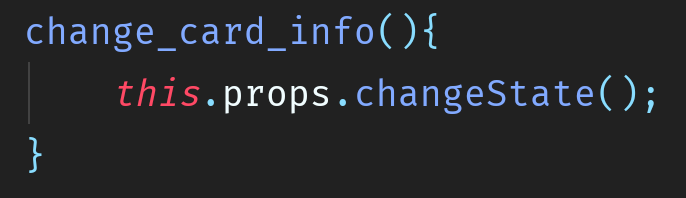 change_card_info(){
    this.props.changeState();
}